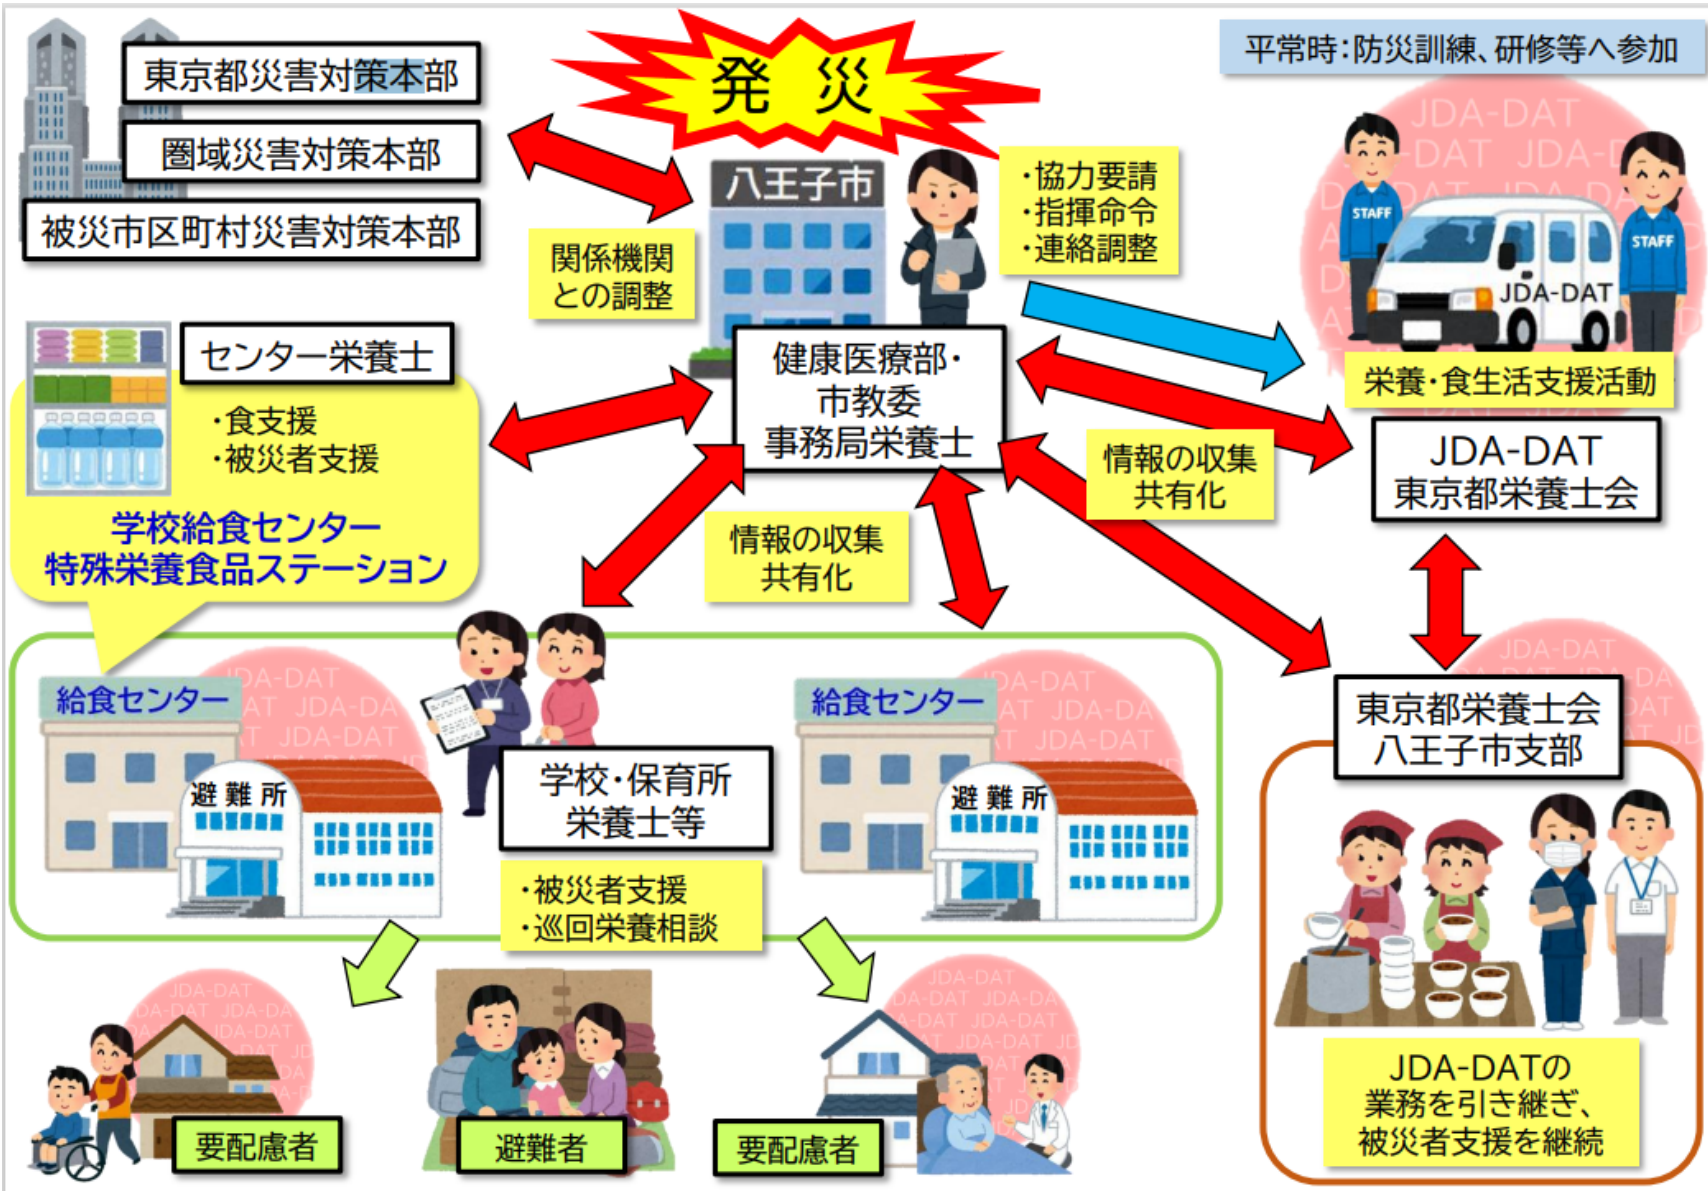 東京都災害対策本部
圏域災害対策本部
被災市区町村災害対策本部
発 災
平常時：防災訓練、研修等へ参加
八王子市
・協力要請
・指揮命令
・連絡調整
関係機関
との調整
STAFF
STAFF
JDA-DAT
栄養・食生活支援活動
JDA-DAT
東京都栄養士会
健康医療部・
市教委
事務局栄養士
情報の収集
共有化
情報の収集
共有化
センター栄養士
・食支援
・被災者支援
学校給食センター
特殊栄養食品ステーション
給食センター
避 難 所
学校・保育所
栄養士等
・被災者支援
・巡回栄養相談
給食センター
避 難 所
東京都栄養士会
八王子市支部
JDA-DATの
業務を引き継ぎ、
被災者支援を継続
要配慮者
避難者
要配慮者
JDA-DAT
JDA-DAT
JDA-DAT
JDA-DAT
JDA-DAT
JDA-DAT